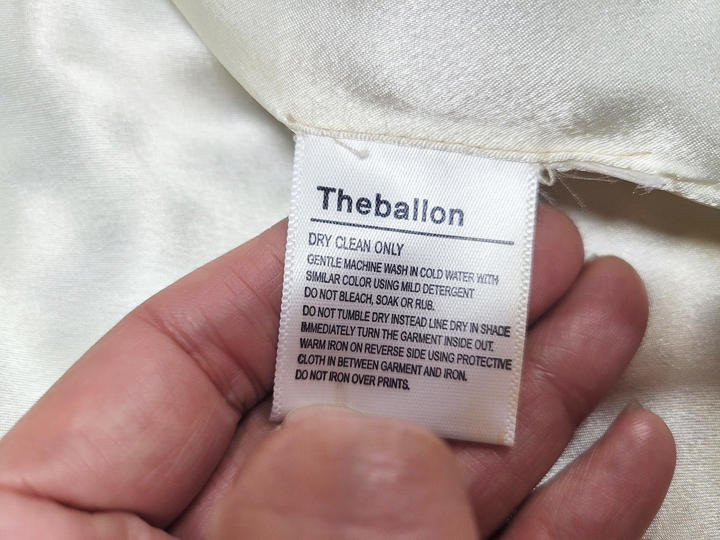 Theballon
DRY CLEAN ONLY
GENTLE MACHINE WASH IN COLD WATER WITH
SIMILAR COLOR USING MILD DETERGENT
DO NOT BLEACH, SOAK OR RUB.
DO NOT TUMBLE DRY INSTEAD LINE DRY IN SHADE
IMMEDIATELY TURN THE GARMENT INSIDE OUT.
WARM IRON ON REVERSE SIDE USING PROTECTIVE
CLOTH IN BETWEEN GARMENT AND IRON.
DO NOT IRON OVER PRINTS.